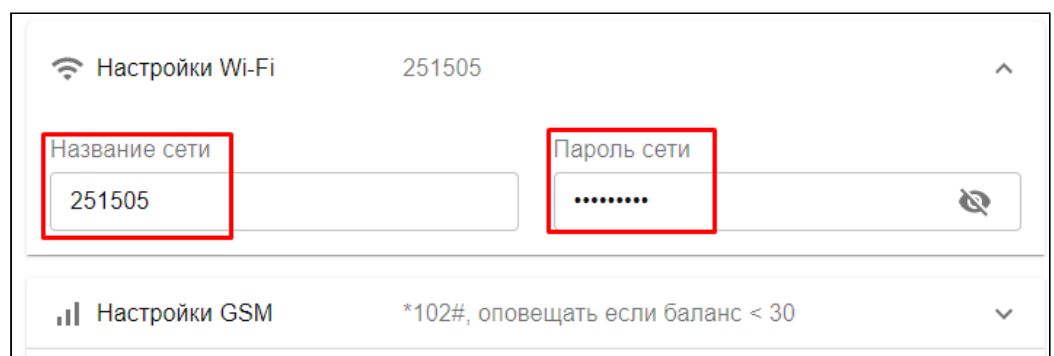 Настройки Wi-Fi 251505
Название сети Пароль сети
251505 •••••••••
Настройки GSM *102#, оповещать если баланс < 30